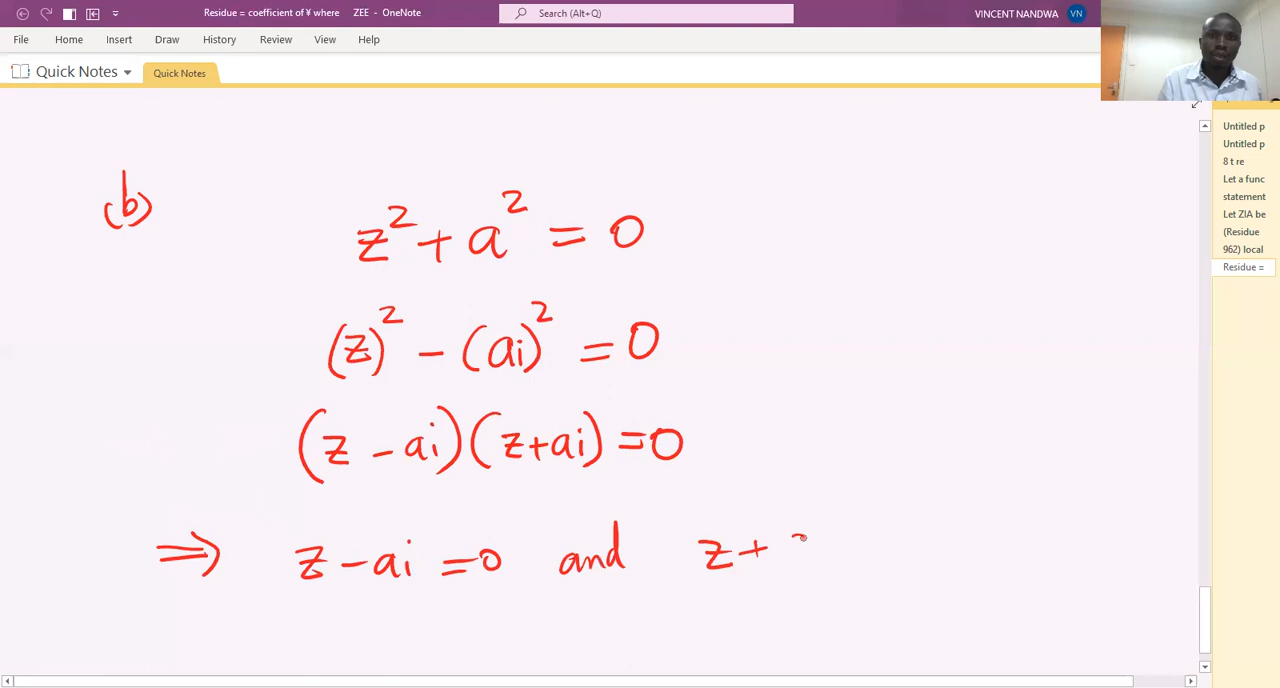 Residue = coefficient of ¥ where ZEE - OneNote
Search (Alt+Q)
VINCENT NANDWA VN
File Home Insert Draw History Review View Help
Quick Notes
Quick Notes
Untitled p
Untitled p
8 t re
Let a func
statement
Let ZIA be
(Residue
962) local
Residue =
(b)
z² + a² = 0
(z)² - (ai)² = 0
(z - ai)(z+ai) = 0
⇒ z - ai = 0 and z +